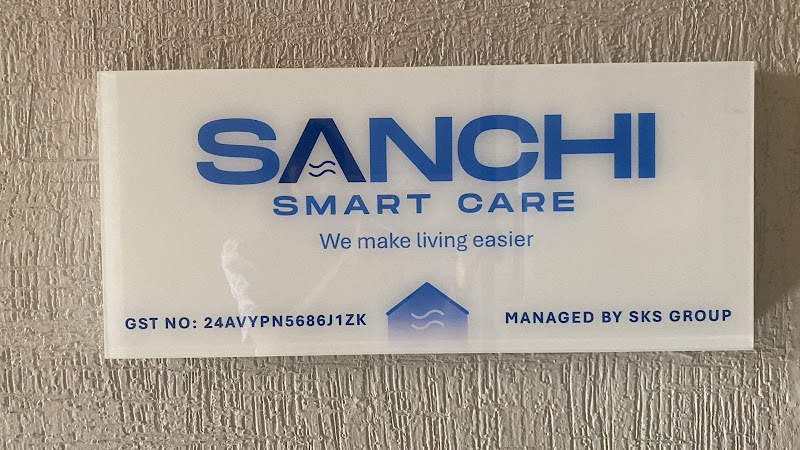 SANCHI
SMART CARE
We make living easier
GST NO: 24AVYPN5686J1ZK
MANAGED BY SKS GROUP